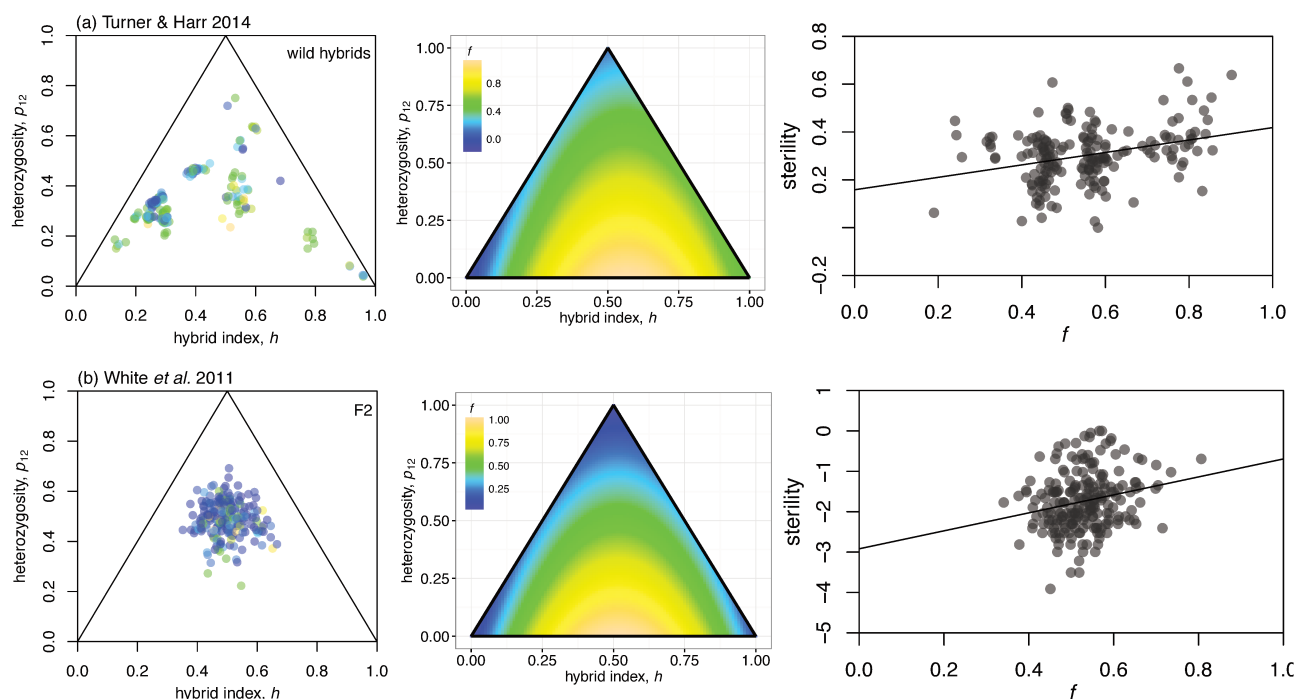 (a) Turner & Harr 2014
wild hybrids
heterozygosity, p12
0.0 0.2 0.4 0.6 0.8 1.0
0.0 0.2 0.4 0.6 0.8 1.0
hybrid index, h
f
0.8
0.4
0.0
heterozygosity, p12
1.00
0.75
0.50
0.25
0.00
0.00 0.25 0.50 0.75 1.00
hybrid index, h
sterility
−0.2 0.2 0.4 0.6 0.8
0.0 0.2 0.4 0.6 0.8 1.0
f
(b) White et al. 2011
F2
heterozygosity, p12
0.0 0.2 0.4 0.6 0.8 1.0
0.0 0.2 0.4 0.6 0.8 1.0
hybrid index, h
f
1.00
0.75
0.50
0.25
heterozygosity, p12
1.00
0.75
0.50
0.25
0.00
0.00 0.25 0.50 0.75 1.00
hybrid index, h
sterility
−5 −4 −3 −2 −1 0 1
0.0 0.2 0.4 0.6 0.8 1.0
f